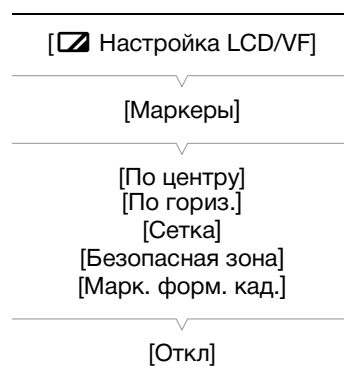 [ Настройка LCD/VF]
[Маркеры]
[По центру]
[По гориз.]
[Сетка]
[Безопасная зона]
[Марк. форм. кад.]
[Откл]